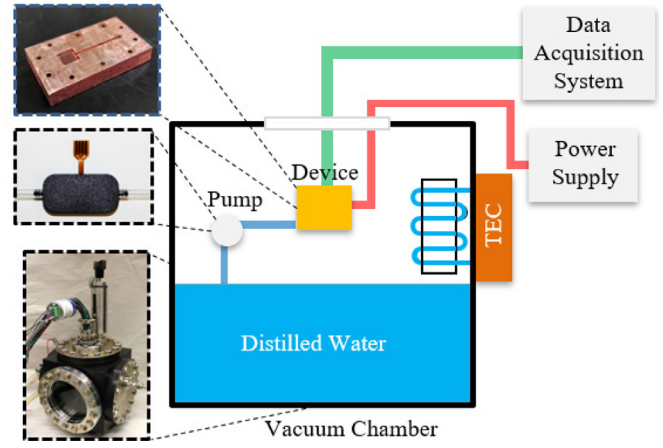 Data
Acquisition
System
Power
Supply
Device
Pump
TEC
Distilled Water
Vacuum Chamber